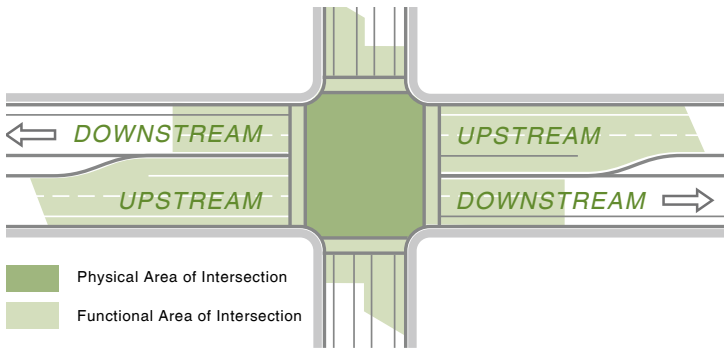 DOWNSTREAM
UPSTREAM
UPSTREAM
DOWNSTREAM
Physical Area of Intersection
Functional Area of Intersection